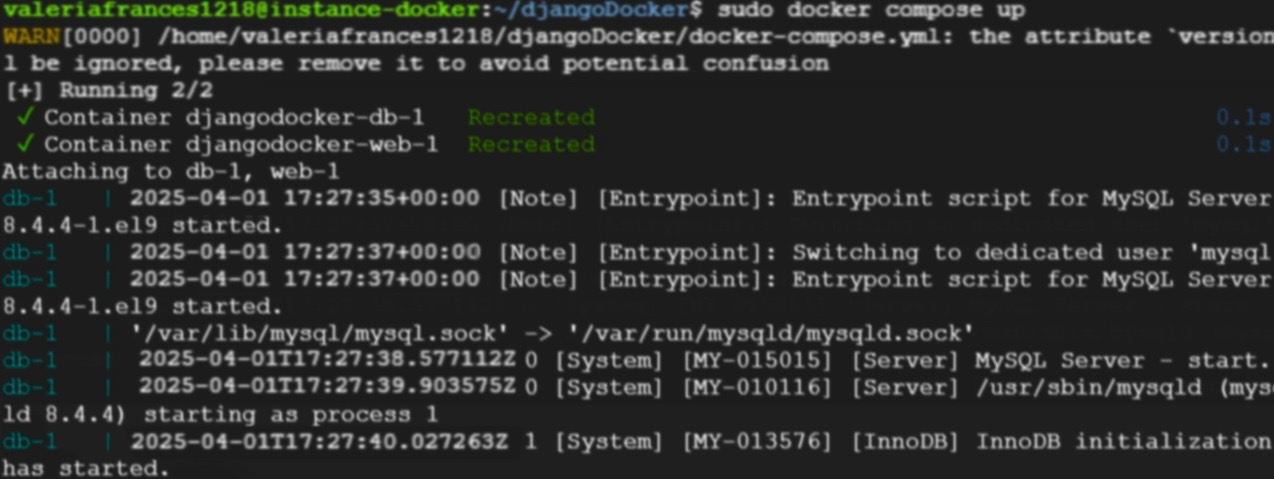 valeriafrances1218@instance-docker:~/djangoDocker$ sudo docker compose up
WARN[0000] /home/valeriafrances1218/djangoDocker/docker-compose.yml: the attribute `version
l be ignored, please remove it to avoid potential confusion
[+] Running 2/2
✓ Container djangodocker-db-1 Recreated 0.1s
✓ Container djangodocker-web-1 Recreated 0.1s
Attaching to db-1, web-1
db-1 | 2025-04-01 17:27:35+00:00 [Note] [Entrypoint]: Entrypoint script for MySQL Server
8.4.4-1.el9 started.
db-1 | 2025-04-01 17:27:37+00:00 [Note] [Entrypoint]: Switching to dedicated user 'mysql
db-1 | 2025-04-01 17:27:37+00:00 [Note] [Entrypoint]: Entrypoint script for MySQL Server
8.4.4-1.el9 started.
db-1 | '/var/lib/mysql/mysql.sock' -> '/var/run/mysqld/mysqld.sock'
db-1 | 2025-04-01T17:27:38.577112Z 0 [System] [MY-015015] [Server] MySQL Server - start.
db-1 | 2025-04-01T17:27:39.903575Z 0 [System] [MY-010116] [Server] /usr/sbin/mysqld (mys
ld 8.4.4) starting as process 1
db-1 | 2025-04-01T17:27:40.027263Z 1 [System] [MY-013576] [InnoDB] InnoDB initialization
has started.